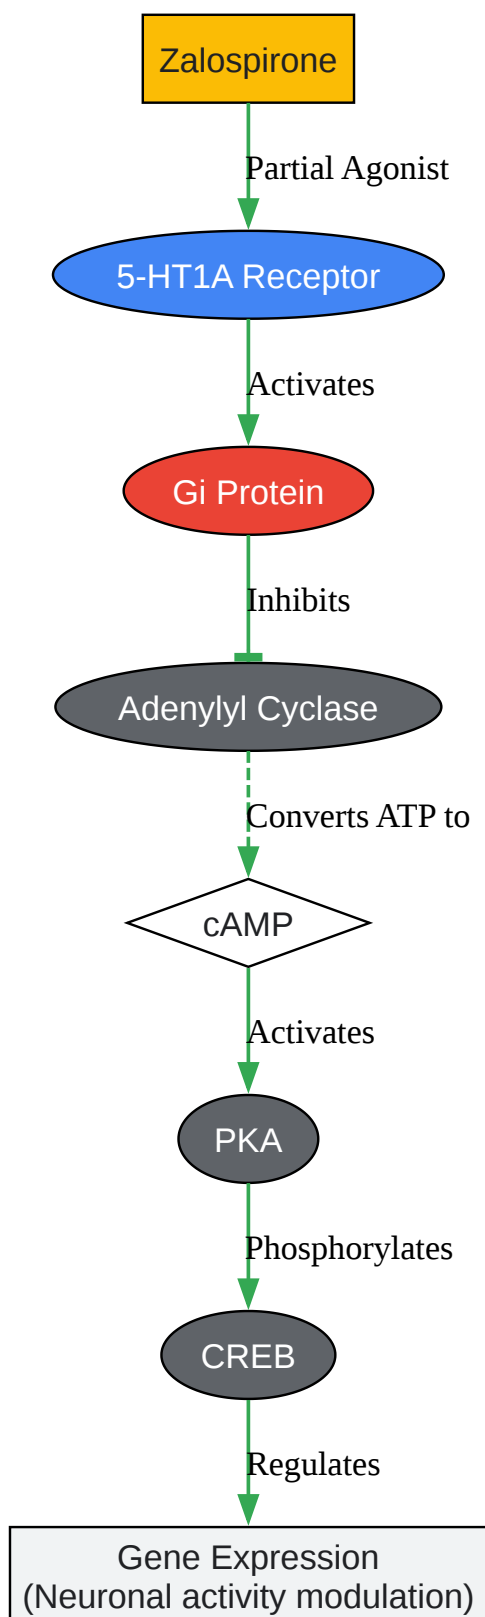 Zalospirone
Partial Agonist
5-HT1A Receptor
Activates
Gi Protein
Inhibits
Adenylyl Cyclase
Converts ATP to
cAMP
Activates
PKA
Phosphorylates
CREB
Regulates
Gene Expression
(Neuronal activity modulation)